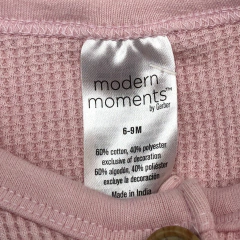 modern
moments™
by Gerber
6-9M
60% cotton, 40% polyester,
exclusive of decoration
60% algodón, 40% poliéster
excluye la decoración
Made in India